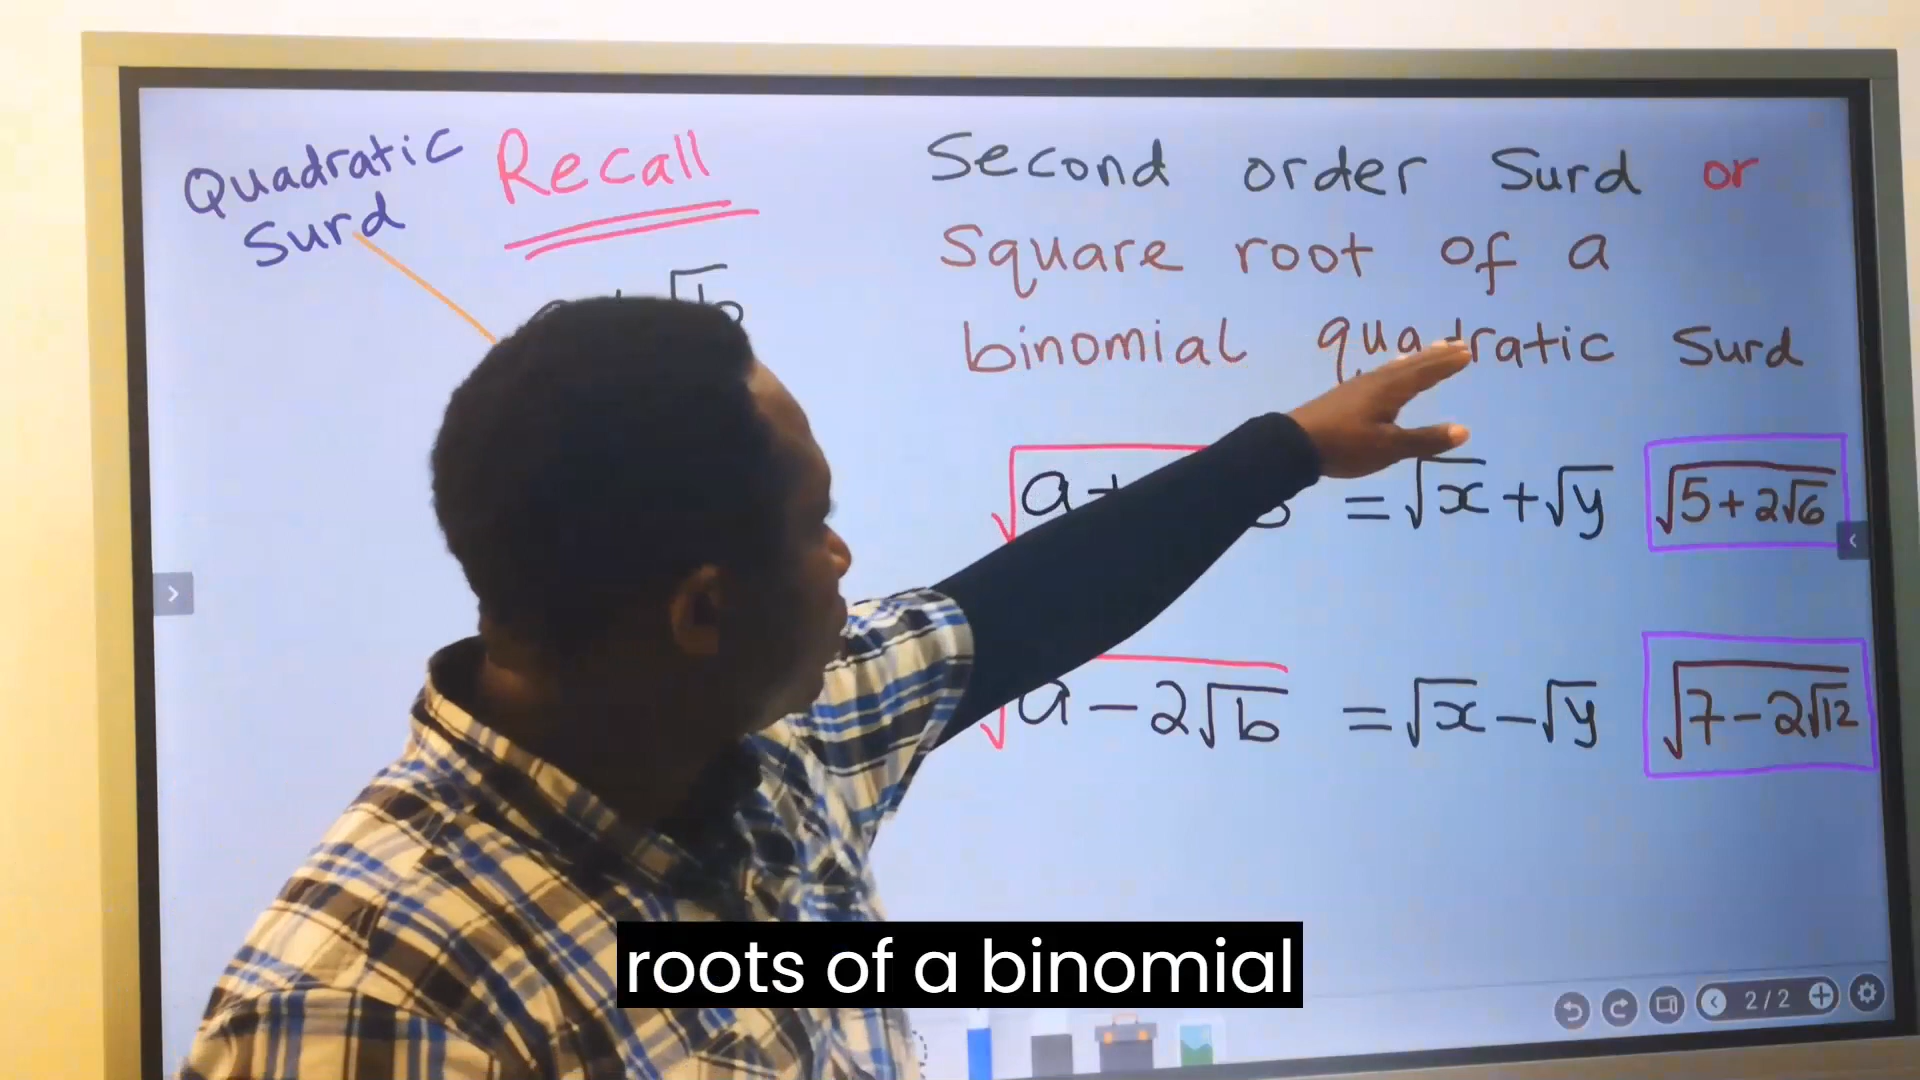 Quadratic
Surd
Recall
Second order Surd or
Square root of a
binomial quadratic Surd
= √x + √y
√(5 + 2√6)
√(a - 2√b) = √x - √y
√(7 - 2√12)
roots of a binomial
2/2